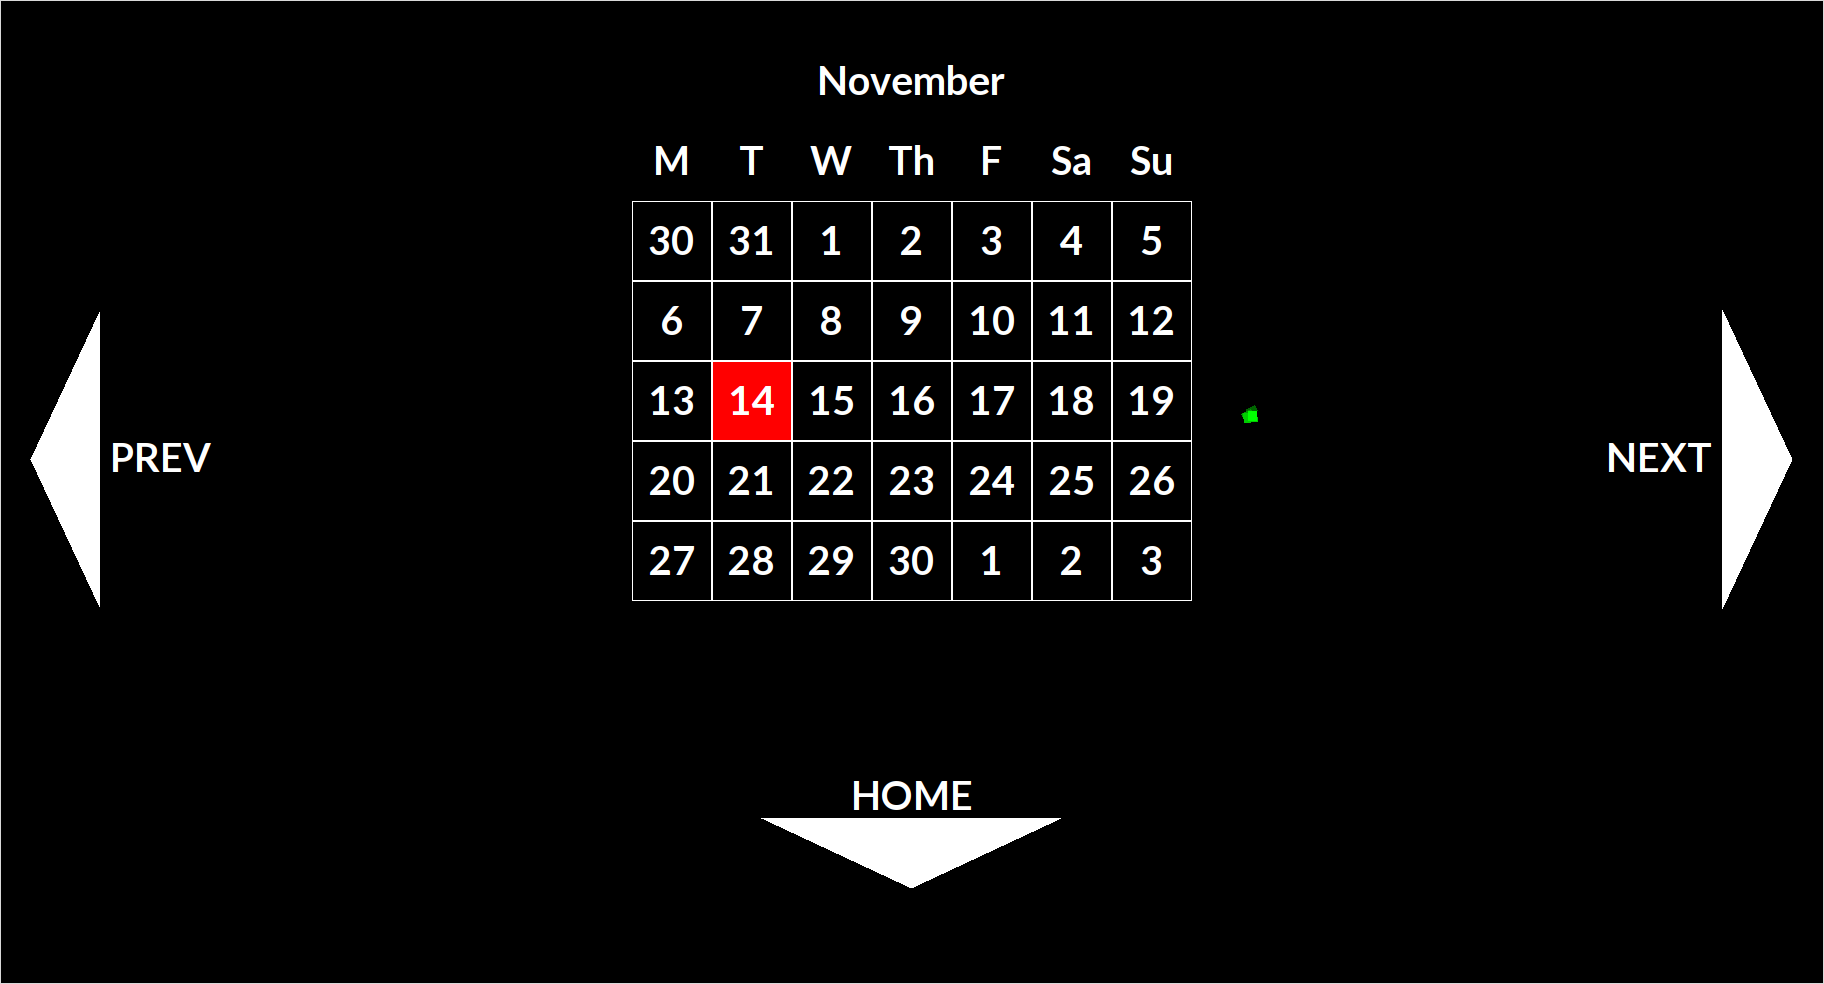 November
M T W Th F Sa Su
30 31 1 2 3 4 5
6 7 8 9 10 11 12
13 14 15 16 17 18 19
PREV
NEXT
20 21 22 23 24 25 26
27 28 29 30 1 2 3
HOME